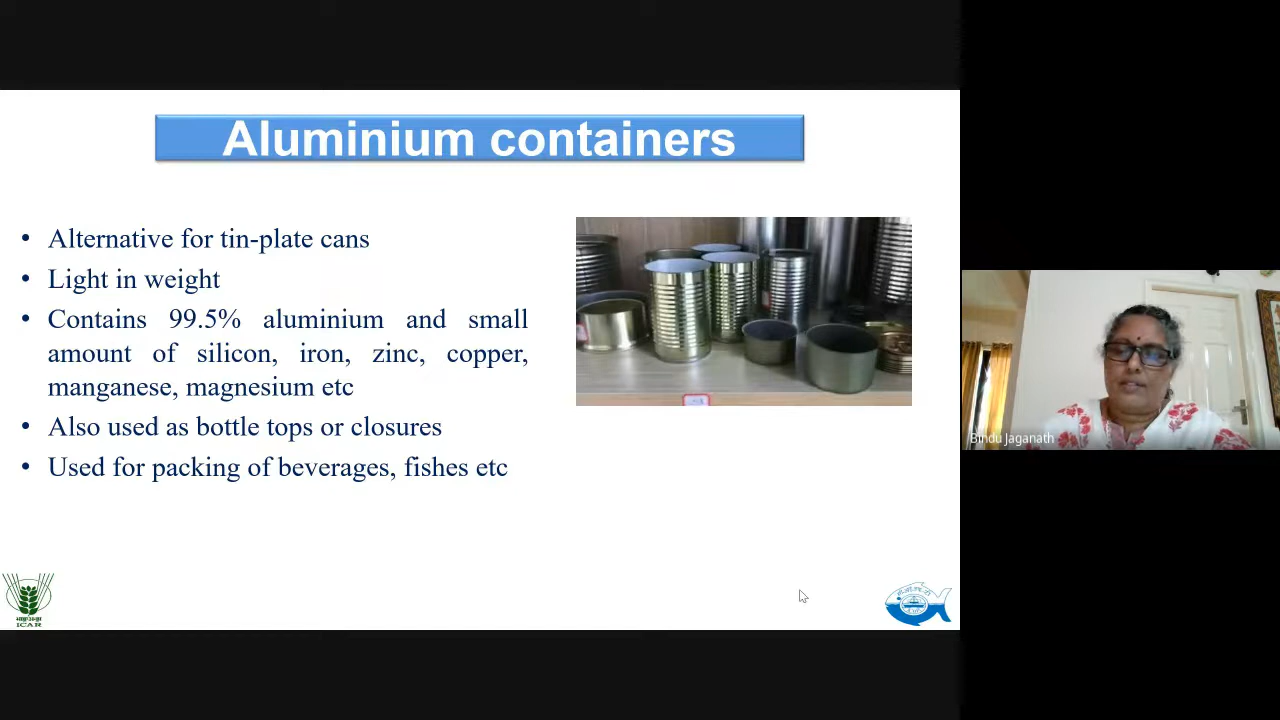 Aluminium containers
• Alternative for tin-plate cans
• Light in weight
• Contains 99.5% aluminium and small
amount of silicon, iron, zinc, copper,
manganese, magnesium etc
• Also used as bottle tops or closures
• Used for packing of beverages, fishes etc
Bindu Jaganath
ICAR